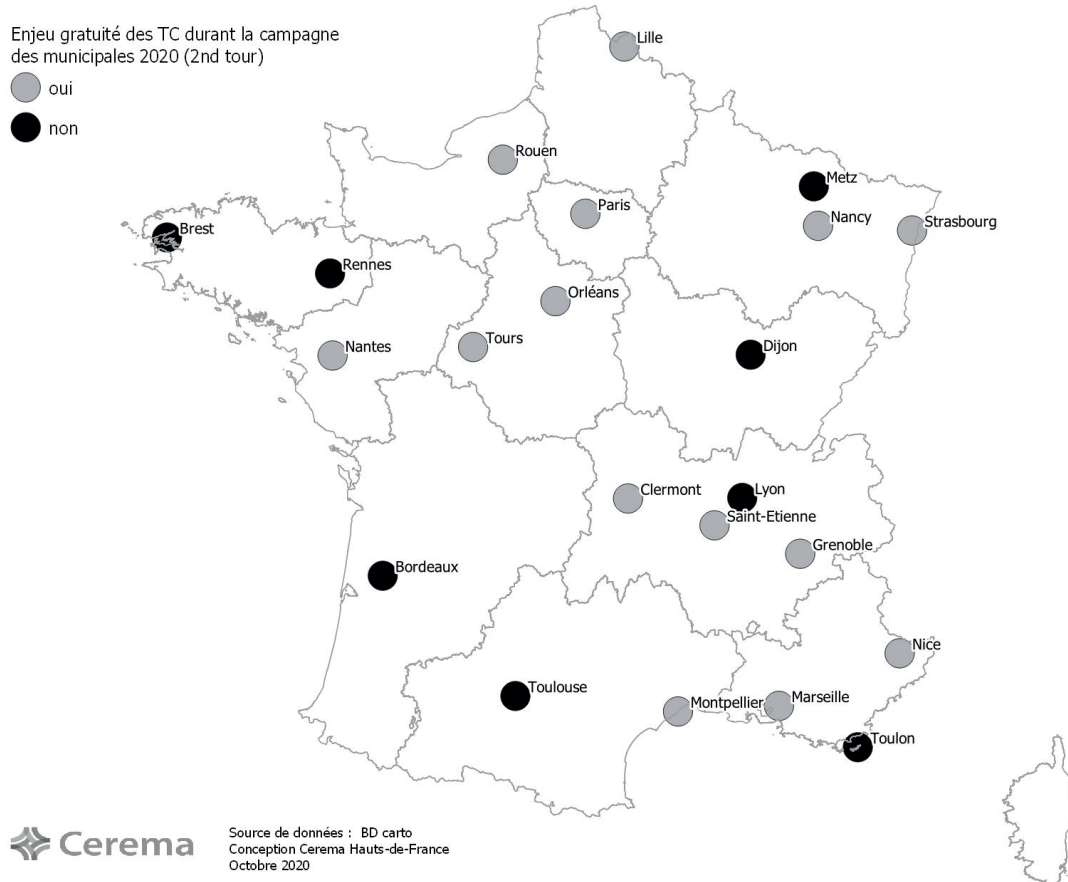 Enjeu gratuité des TC durant la campagne
des municipales 2020 (2nd tour)
oui
non
Lille
Rouen
Metz
Paris
Nancy
Strasbourg
Brest
Rennes
Orléans
Tours
Nantes
Dijon
Clermont
Lyon
Saint-Etienne
Grenoble
Bordeaux
Nice
Toulouse
Montpellier
Marseille
Toulon
Cerema
Source de données : BD carto
Conception Cerema Hauts-de-France
Octobre 2020